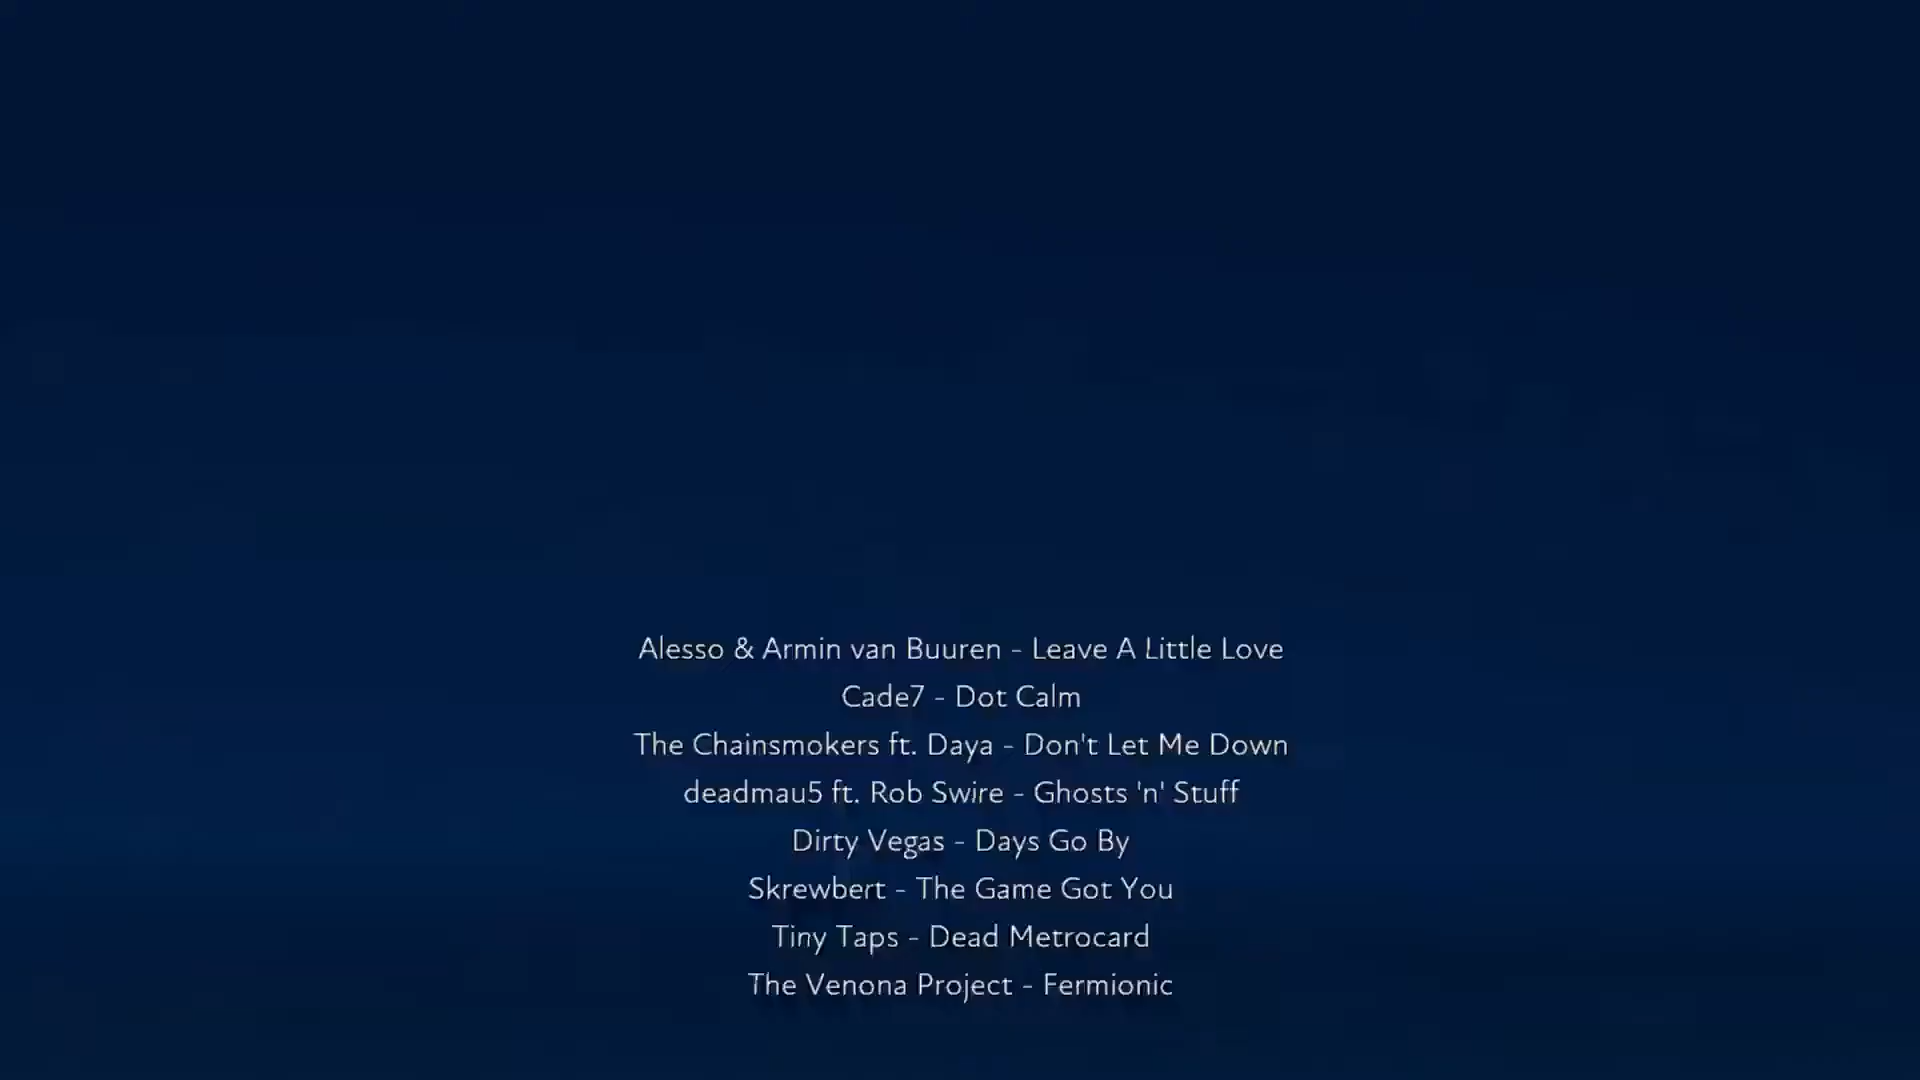 Alesso & Armin van Buuren - Leave A Little Love
Cade7 - Dot Calm
The Chainsmokers ft. Daya - Don't Let Me Down
deadmau5 ft. Rob Swire - Ghosts 'n' Stuff
Dirty Vegas - Days Go By
Skrewbert - The Game Got You
Tiny Taps - Dead Metrocard
The Venona Project - Fermionic